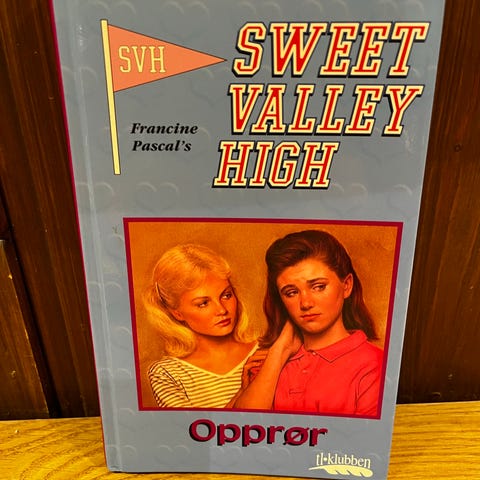 SVH
SWEET
VALLEY
HIGH
Francine
Pascal's
Opprør
tl•klubben